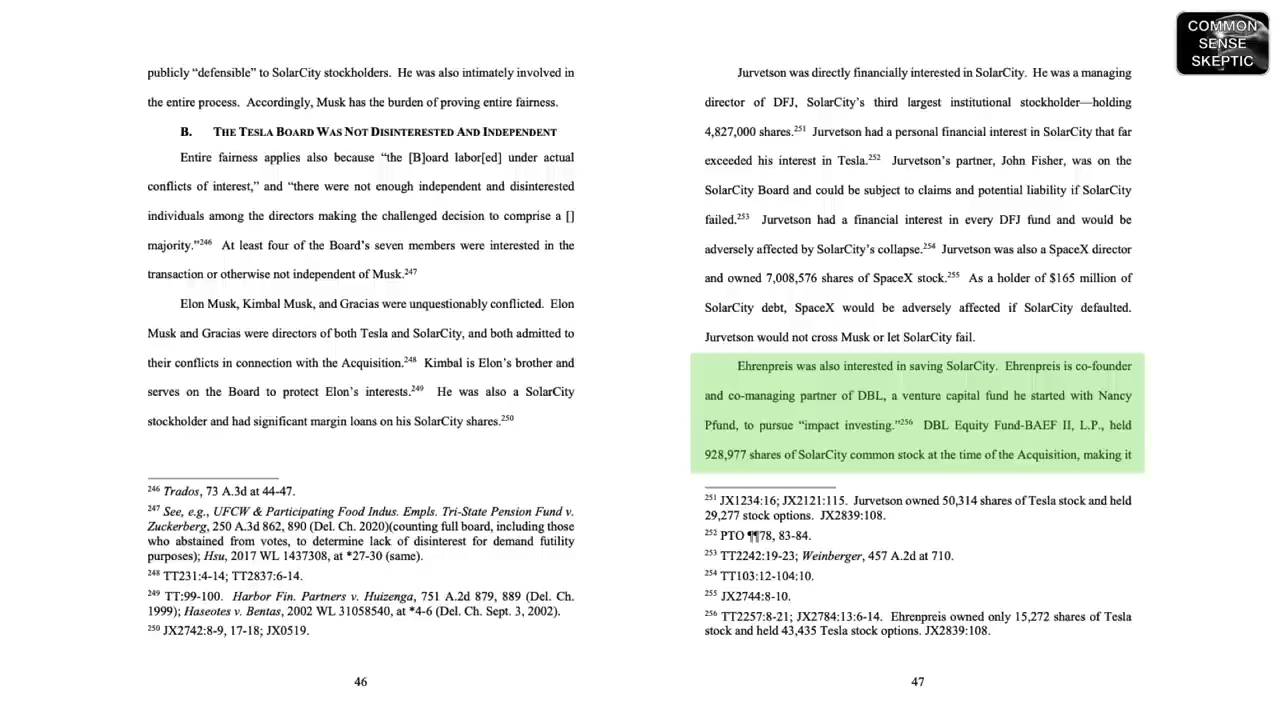 COMMON
SENSE
SKEPTIC
publicly “defensible” to SolarCity stockholders. He was also intimately involved in
the entire process. Accordingly, Musk has the burden of proving entire fairness.
B. THE TESLA BOARD WAS NOT DISINTERESTED AND INDEPENDENT
Entire fairness applies also because “the [B]oard labor[ed] under actual
conflicts of interest,” and “there were not enough independent and disinterested
individuals among the directors making the challenged decision to comprise a []
majority.”246 At least four of the Board’s seven members were interested in the
transaction or otherwise not independent of Musk.247
Elon Musk, Kimbal Musk, and Gracias were unquestionably conflicted. Elon
Musk and Gracias were directors of both Tesla and SolarCity, and both admitted to
their conflicts in connection with the Acquisition.248 Kimbal is Elon’s brother and
serves on the Board to protect Elon’s interests.249 He was also a SolarCity
stockholder and had significant margin loans on his SolarCity shares.250
246 Trados, 73 A.3d at 44-47.
247 See, e.g., UFCW & Participating Food Indus. Empls. Tri-State Pension Fund v.
Zuckerberg, 250 A.3d 862, 890 (Del. Ch. 2020)(counting full board, including those
who abstained from votes, to determine lack of disinterest for demand futility
purposes); Hsu, 2017 WL 1437308, at *27-30 (same).
248 TT231:4-14; TT2837:6-14.
249 TT:99-100. Harbor Fin. Partners v. Huizenga, 751 A.2d 879, 889 (Del. Ch.
1999); Haseotes v. Bentas, 2002 WL 31058540, at *4-6 (Del. Ch. Sept. 3, 2002).
250 JX2742:8-9, 17-18; JX0519.
46
Jurvetson was directly financially interested in SolarCity. He was a managing
director of DFJ, SolarCity’s third largest institutional stockholder—holding
4,827,000 shares.251 Jurvetson had a personal financial interest in SolarCity that far
exceeded his interest in Tesla.252 Jurvetson’s partner, John Fisher, was on the
SolarCity Board and could be subject to claims and potential liability if SolarCity
failed.253 Jurvetson had a financial interest in every DFJ fund and would be
adversely affected by SolarCity’s collapse.254 Jurvetson was also a SpaceX director
and owned 7,008,576 shares of SpaceX stock.255 As a holder of $165 million of
SolarCity debt, SpaceX would be adversely affected if SolarCity defaulted.
Jurvetson would not cross Musk or let SolarCity fail.
Ehrenpreis was also interested in saving SolarCity. Ehrenpreis is co-founder
and co-managing partner of DBL, a venture capital fund he started with Nancy
Pfund, to pursue “impact investing.”256 DBL Equity Fund-BAEF II, L.P., held
928,977 shares of SolarCity common stock at the time of the Acquisition, making it
251 JX1234:16; JX2121:115. Jurvetson owned 50,314 shares of Tesla stock and held
29,277 stock options. JX2839:108.
252 PTO ¶¶78, 83-84.
253 TT2242:19-23; Weinberger, 457 A.2d at 710.
254 TT103:12-104:10.
255 JX2744:8-10.
256 TT2257:8-21; JX2784:13:6-14. Ehrenpreis owned only 15,272 shares of Tesla
stock and held 43,435 Tesla stock options. JX2839:108.
47